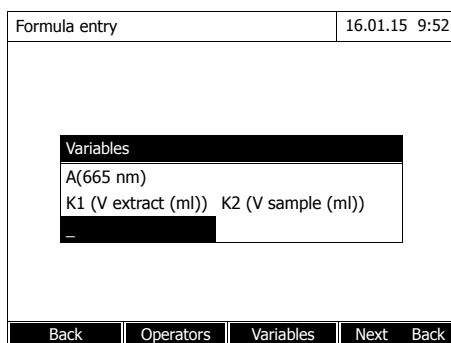 Formula entry 16.01.15 9:52
Variables
A(665 nm)
K1 (V extract (ml)) K2 (V sample (ml))
_
Back Operators Variables Next Back